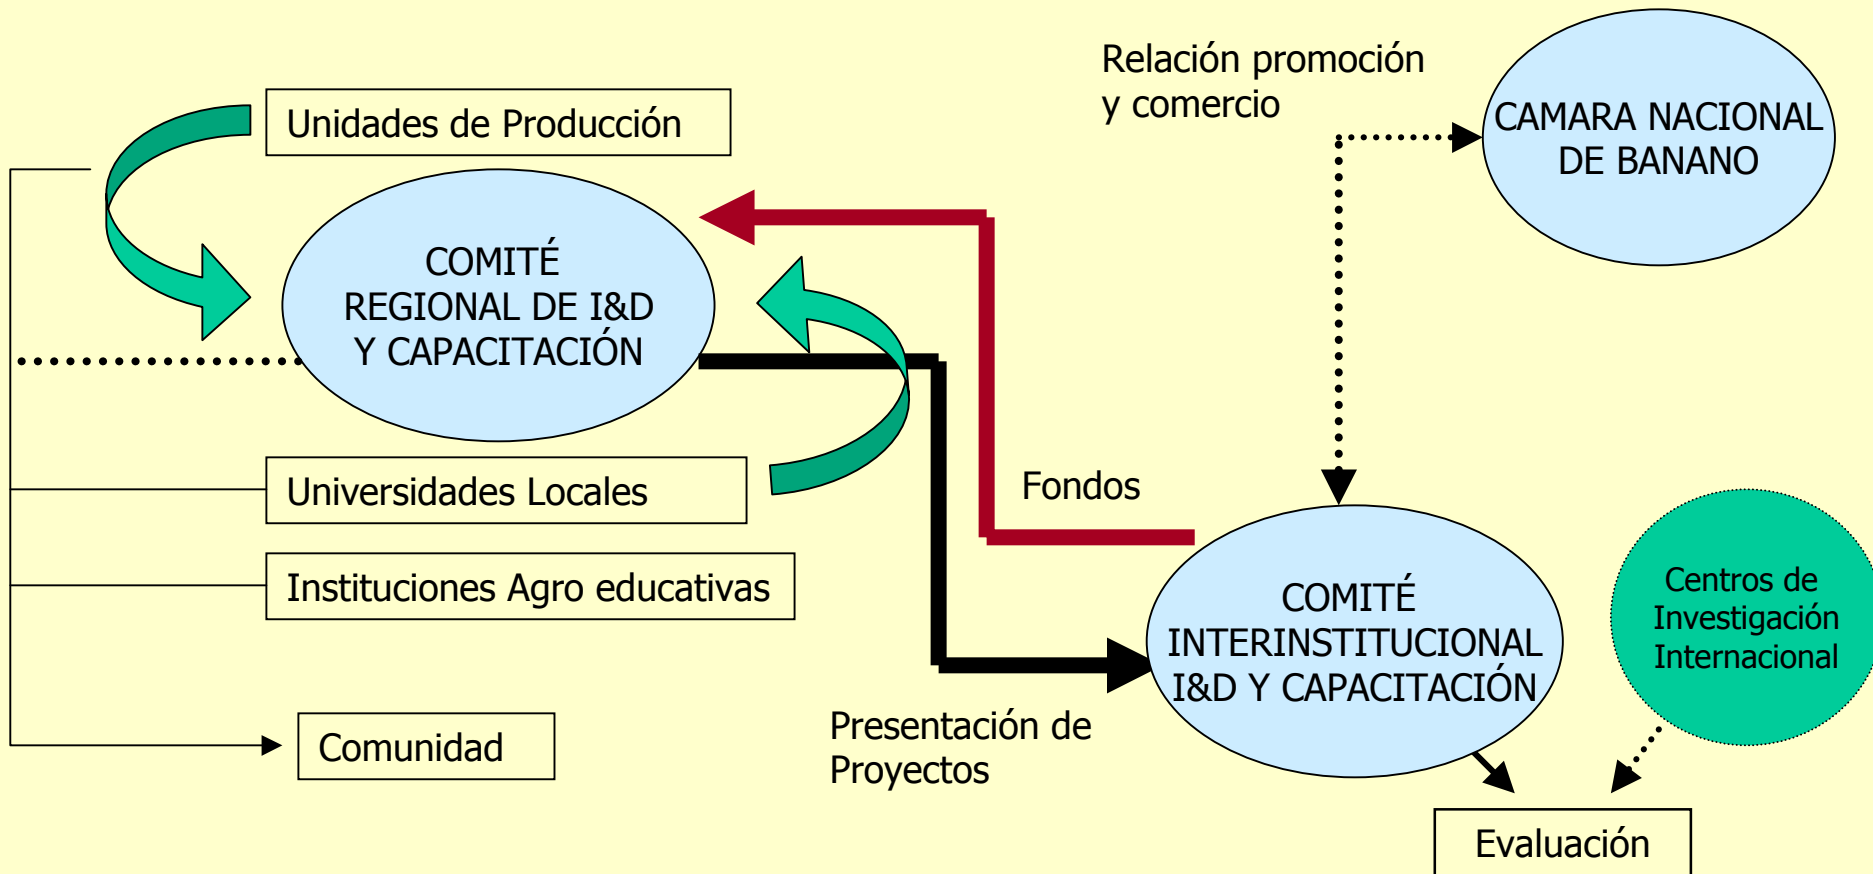 Relación promoción
y comercio
CAMARA NACIONAL
DE BANANO
Unidades de Producción
COMITÉ
REGIONAL DE I&D
Y CAPACITACIÓN
Universidades Locales
Instituciones Agro educativas
Comunidad
Fondos
Presentación de
Proyectos
COMITÉ
INTERINSTITUCIONAL
I&D Y CAPACITACIÓN
Centros de
Investigación
Internacional
Evaluación